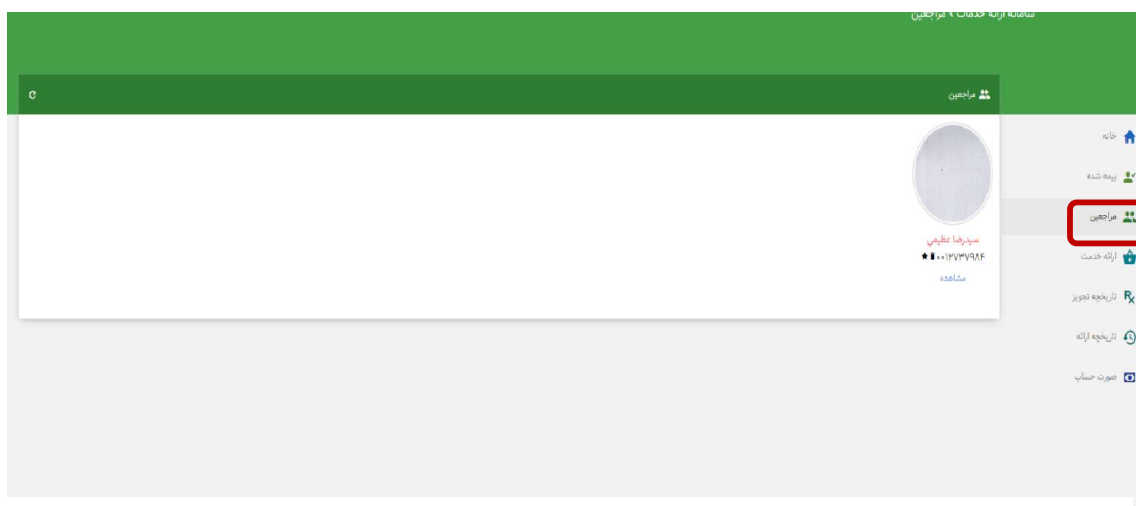 سامانه ارائه خدمات › مراجعین
مراجعین
سیدرضا عظیمی
۰۰۱۲۷۳۷۹۸۴
مشاهده
خانه
بیمه شده
مراجعین
ارائه خدمت
تاریخچه تجویز
تاریخچه ارائه
صورت حساب